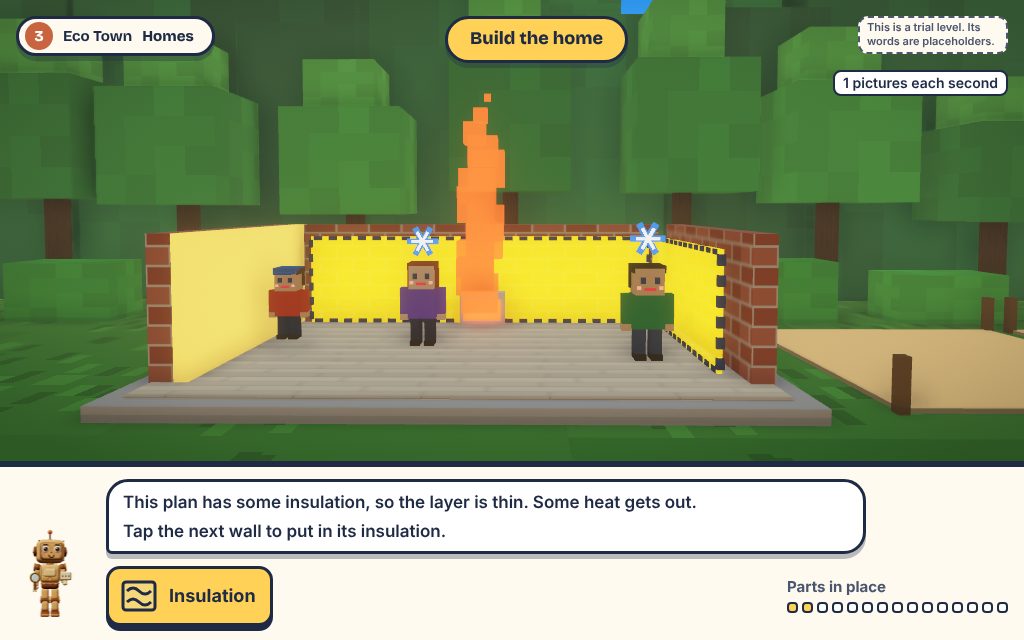 3 Eco Town Homes
Build the home
This is a trial level. Its
words are placeholders.
1 pictures each second
This plan has some insulation, so the layer is thin. Some heat gets out.
Tap the next wall to put in its insulation.
Insulation
Parts in place